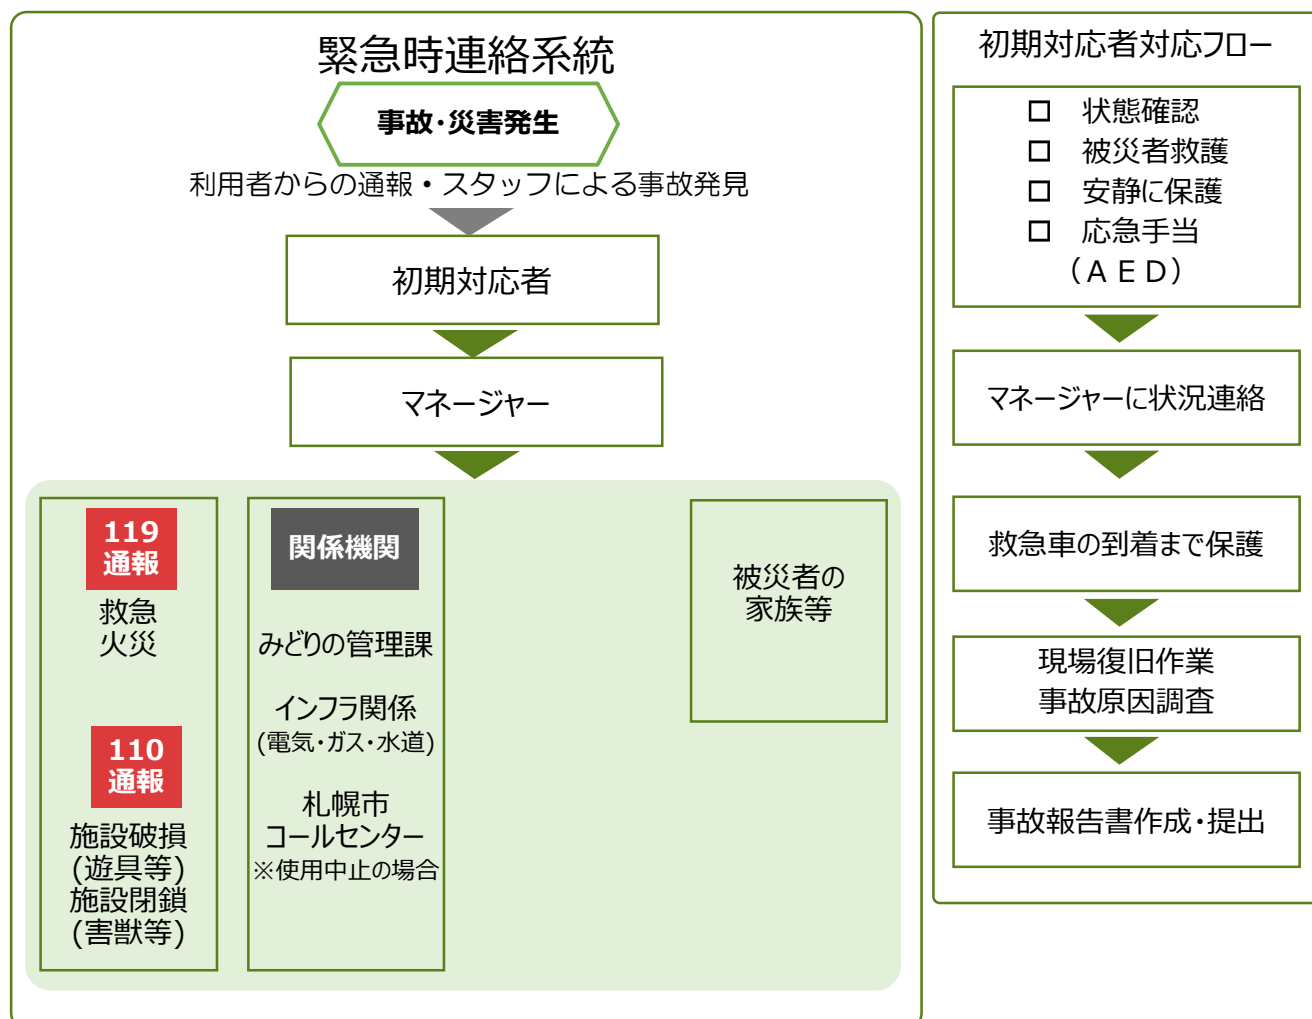 緊急時連絡系統
事故・災害発生
利用者からの通報・スタッフによる事故発見
初期対応者
マネージャー
119
通報
救急
火災
110
通報
施設破損
(遊具等)
施設閉鎖
(害獣等)
関係機関
みどりの管理課
インフラ関係
(電気・ガス・水道)
札幌市
コールセンター
※使用中止の場合
被災者の
家族等
初期対応者対応フロー
□ 状態確認
□ 被災者救護
□ 安静に保護
□ 応急手当
（ＡＥＤ）
マネージャーに状況連絡
救急車の到着まで保護
現場復旧作業
事故原因調査
事故報告書作成・提出